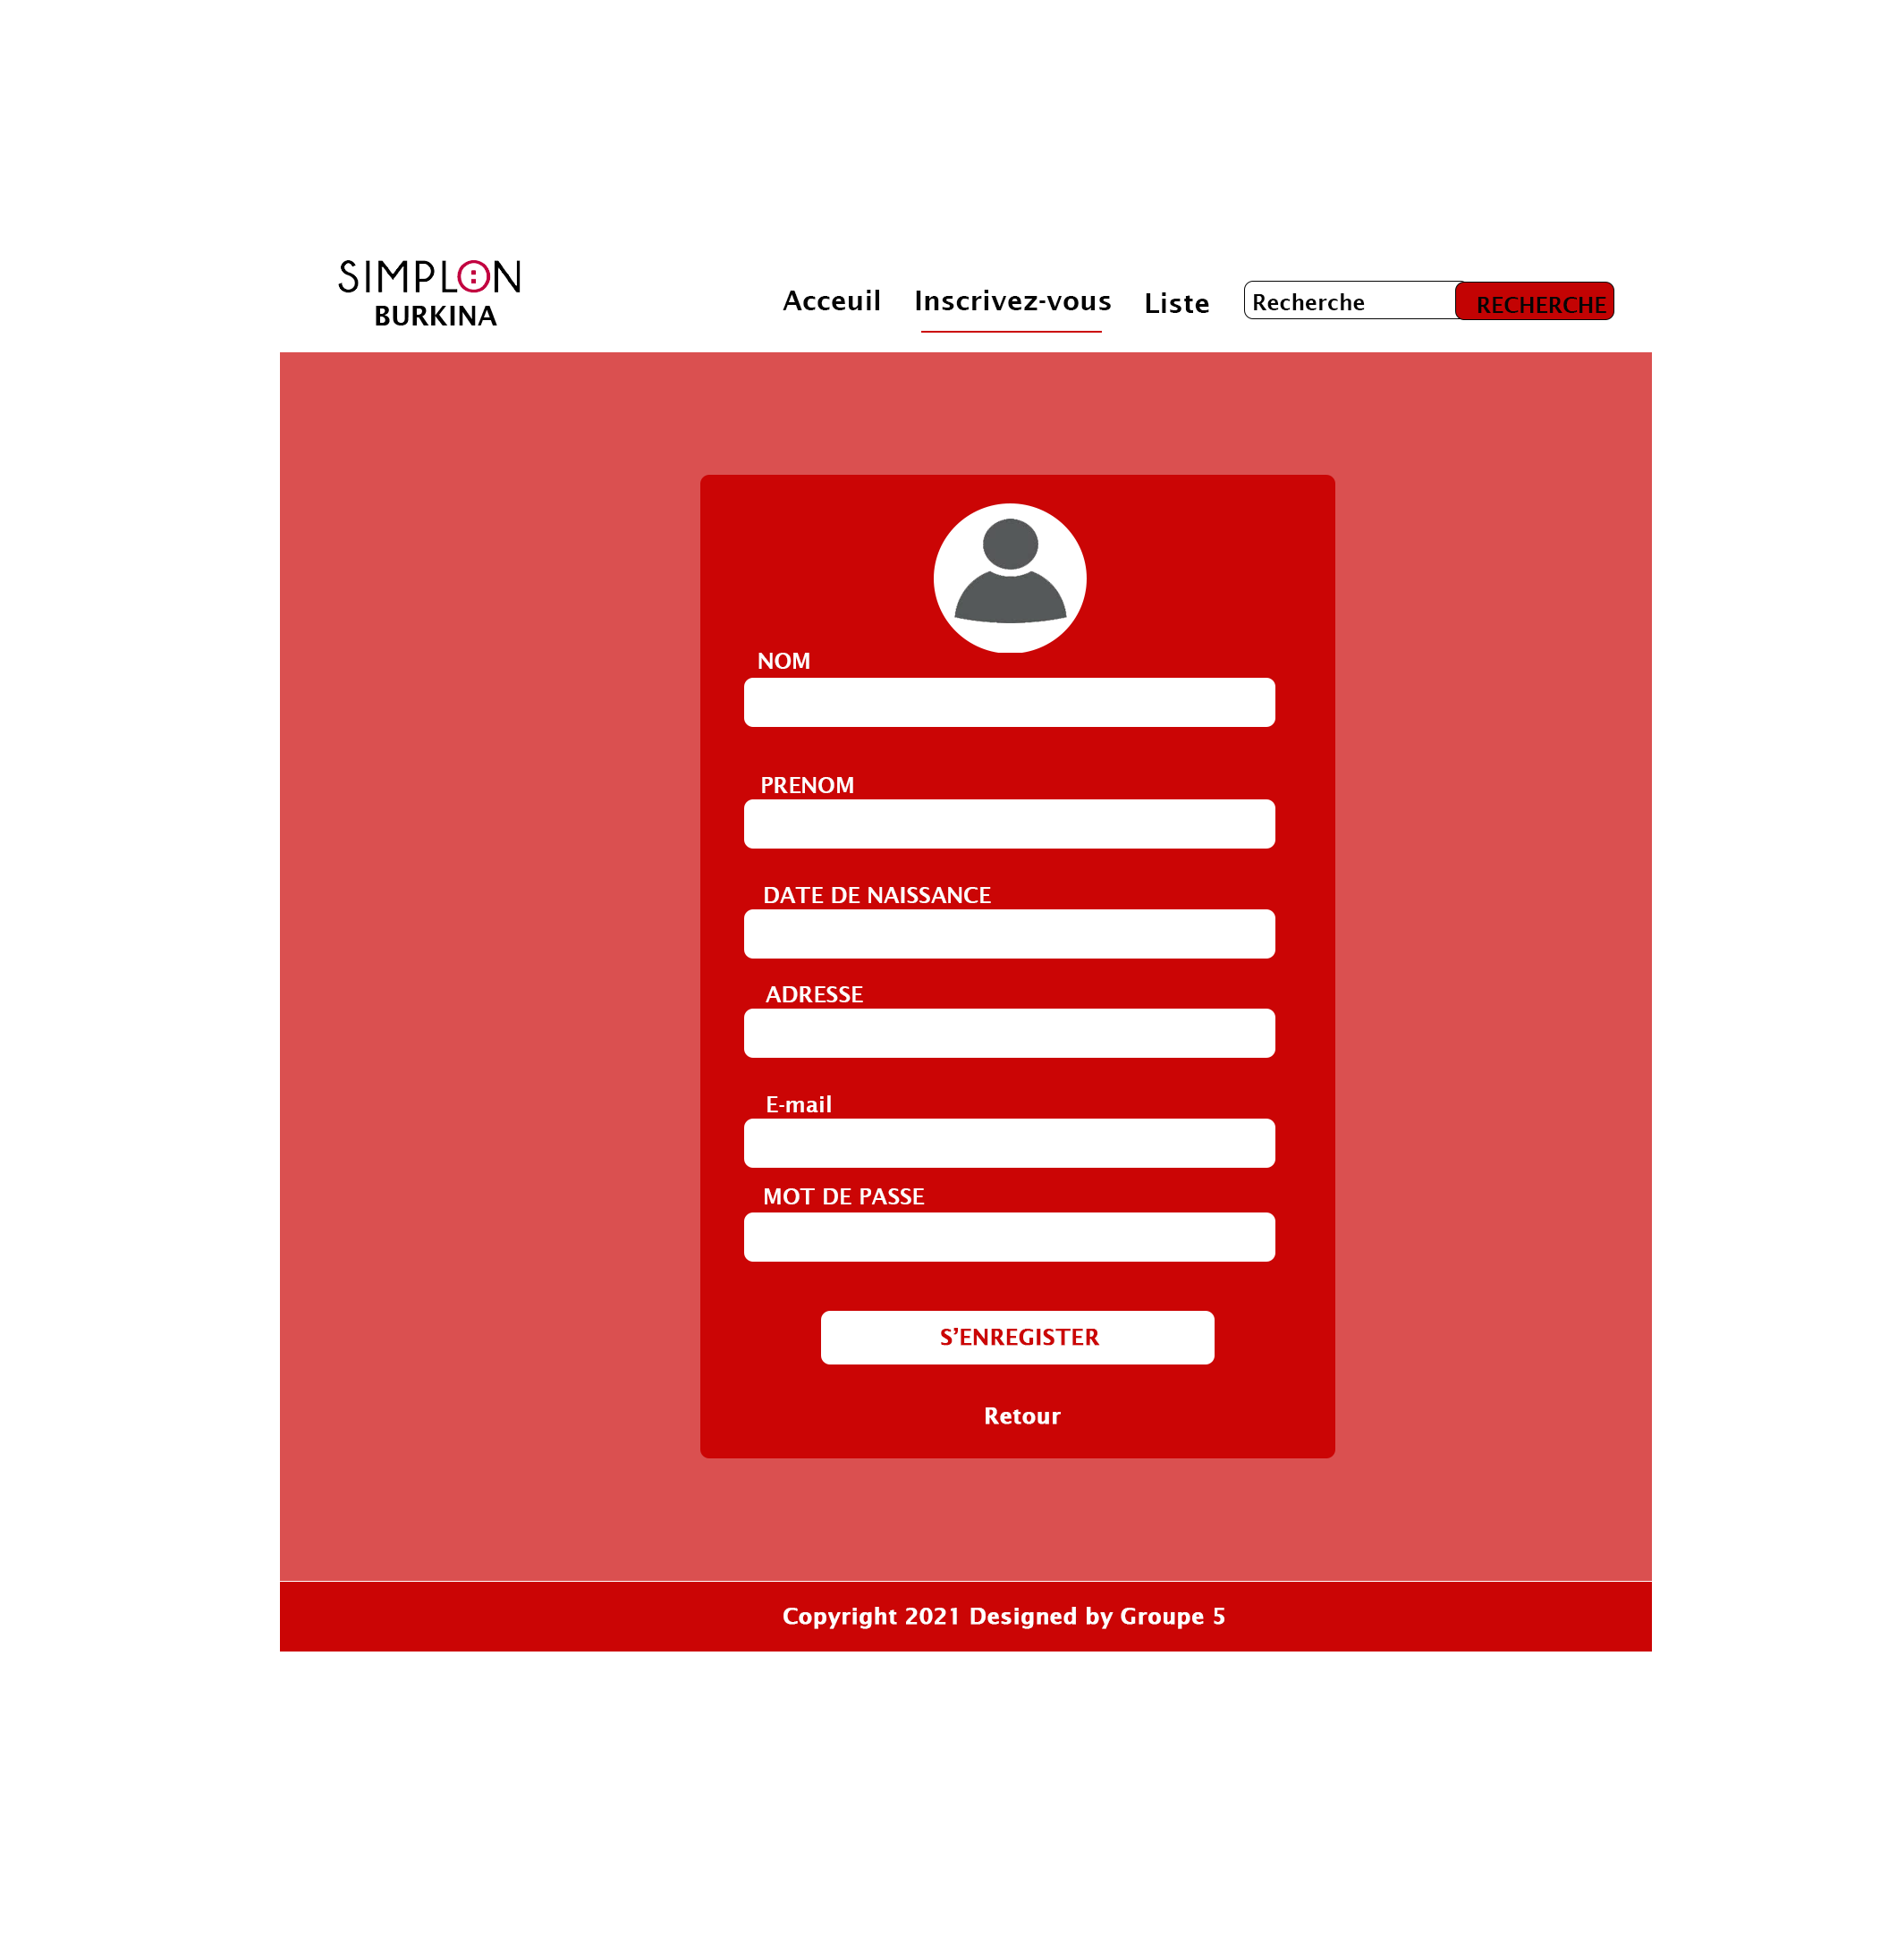 SIMPLON
BURKINA
Acceuil Inscrivez-vous Liste Recherche RECHERCHE
NOM
PRENOM
DATE DE NAISSANCE
ADRESSE
E-mail
MOT DE PASSE
S’ENREGISTER
Retour
Copyright 2021 Designed by Groupe 5